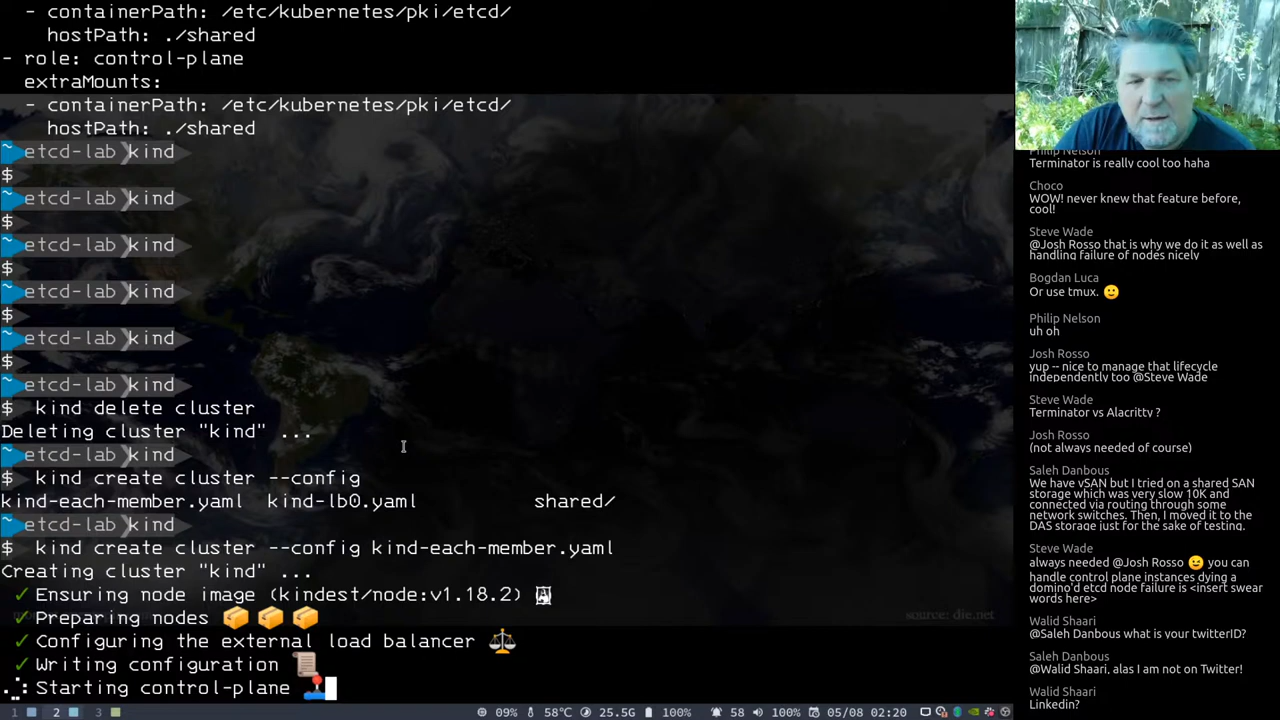 - containerPath: /etc/kubernetes/pki/etcd/
hostPath: ./shared
- role: control-plane
extraMounts:
- containerPath: /etc/kubernetes/pki/etcd/
hostPath: ./shared
~ etcd-lab kind
$
~ etcd-lab kind
$
~ etcd-lab kind
$
~ etcd-lab kind
$
~ etcd-lab kind
$
~ etcd-lab kind
$ kind delete cluster
Deleting cluster "kind" ...
~ etcd-lab kind
$ kind create cluster --config
kind-each-member.yaml kind-lb0.yaml shared/
~ etcd-lab kind
$ kind create cluster --config kind-each-member.yaml
Creating cluster "kind" ...
✓ Ensuring node image (kindest/node:v1.18.2) 🖼
✓ Preparing nodes 📦 📦 📦
✓ Configuring the external load balancer ⚖️
✓ Writing configuration 📜
Starting control-plane 🕹️
source: die.net
1 2 3
09% 58℃ 25.5G 100% 58 100% 05/08 02:20
Philip Nelson
Terminator is really cool too haha
Choco
WOW! never knew that feature before,
cool!
Steve Wade
@Josh Rosso that is why we do it as well as
handling failure of nodes nicely
Bogdan Luca
Or use tmux. 🙂
Philip Nelson
uh oh
Josh Rosso
yup -- nice to manage that lifecycle
independently too @Steve Wade
Steve Wade
Terminator vs Alacritty ?
Josh Rosso
(not always needed of course)
Saleh Danbous
We have vSAN but I tried on a shared SAN
storage which was very slow 10K and
connected via routing through some
network switches. Then, I moved it to the
DAS storage just for the sake of testing.
Steve Wade
always needed @Josh Rosso 😉 you can
handle control plane instances dying a
domino'd etcd node failure is <insert swear
words here>
Walid Shaari
@Saleh Danbous what is your twitterID?
Saleh Danbous
@Walid Shaari, alas I am not on Twitter!
Walid Shaari
Linkedin?